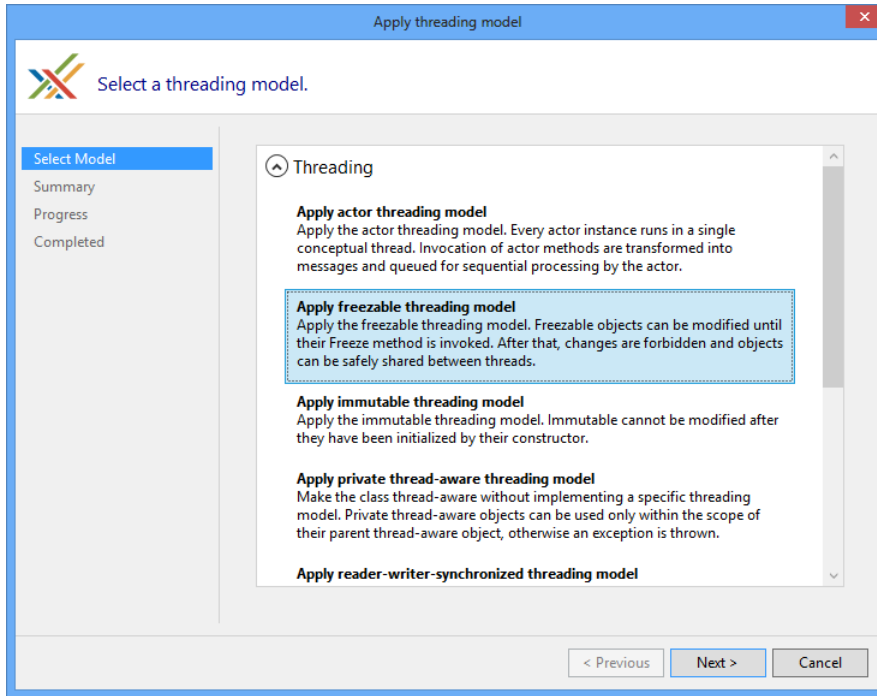 Apply threading model
Select a threading model.
Select Model
Summary
Progress
Completed
Threading
Apply actor threading model
Apply the actor threading model. Every actor instance runs in a single
conceptual thread. Invocation of actor methods are transformed into
messages and queued for sequential processing by the actor.
Apply freezable threading model
Apply the freezable threading model. Freezable objects can be modified until
their Freeze method is invoked. After that, changes are forbidden and objects
can be safely shared between threads.
Apply immutable threading model
Apply the immutable threading model. Immutable cannot be modified after
they have been initialized by their constructor.
Apply private thread-aware threading model
Make the class thread-aware without implementing a specific threading
model. Private thread-aware objects can be used only within the scope of
their parent thread-aware object, otherwise an exception is thrown.
Apply reader-writer-synchronized threading model
< Previous
Next >
Cancel